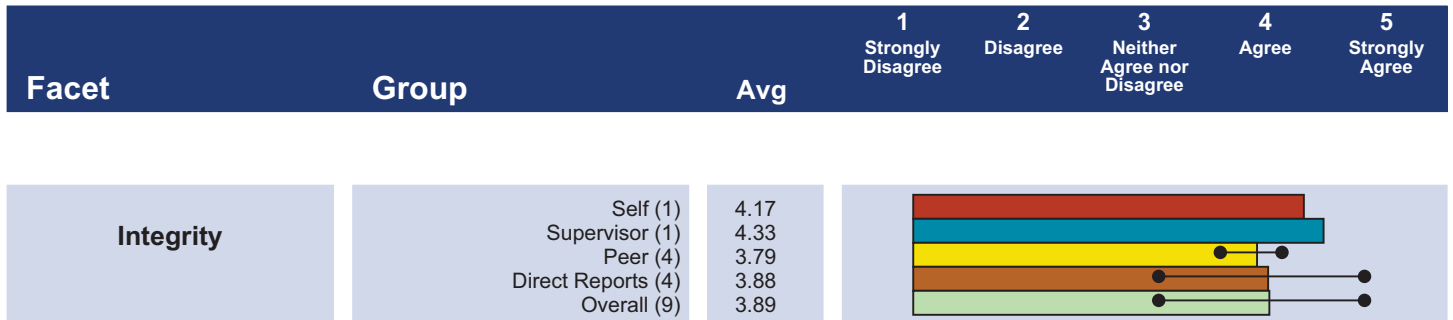 1 2 3 4 5
Strongly Disagree Neither Agree Strongly
Disagree Agree nor Agree
Disagree
Facet Group Avg
Integrity
Self (1) 4.17
Supervisor (1) 4.33
Peer (4) 3.79
Direct Reports (4) 3.88
Overall (9) 3.89